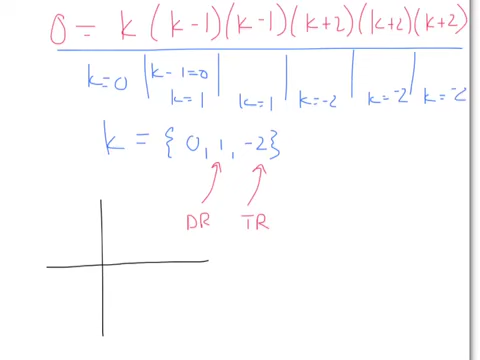 0 = k (k-1)(k-1)(k+2)(k+2)(k+2)
k=0 | k-1=0 | | | |
k=1 k=1 k=-2 k=-2 k=-2
k = { 0, 1, -2}
DR TR